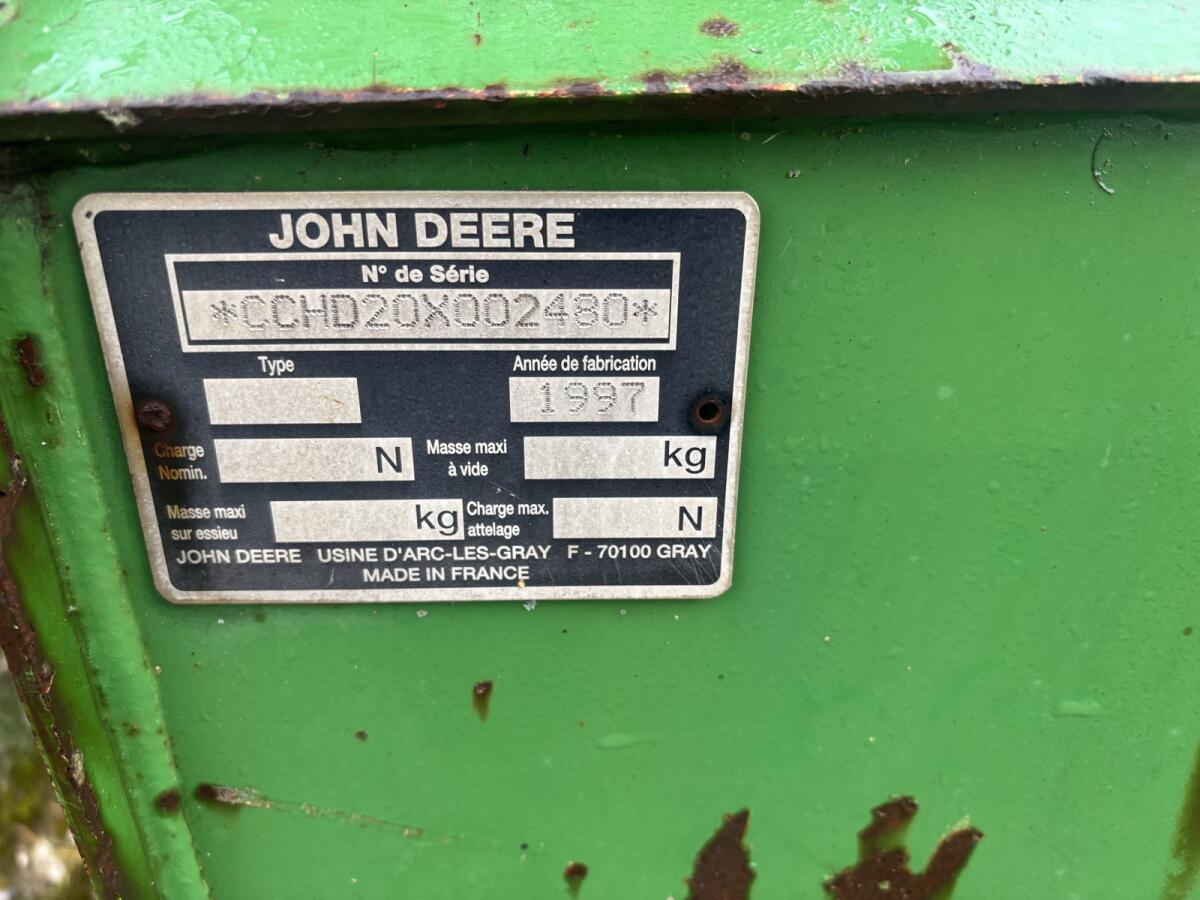 JOHN DEERE
N° de Série
*CCHD20X002480*
Type
Année de fabrication
1997
Charge Nomin.
N
Masse maxi à vide
kg
Masse maxi sur essieu
kg
Charge max. attelage
N
JOHN DEERE USINE D'ARC-LES-GRAY F - 70100 GRAY
MADE IN FRANCE